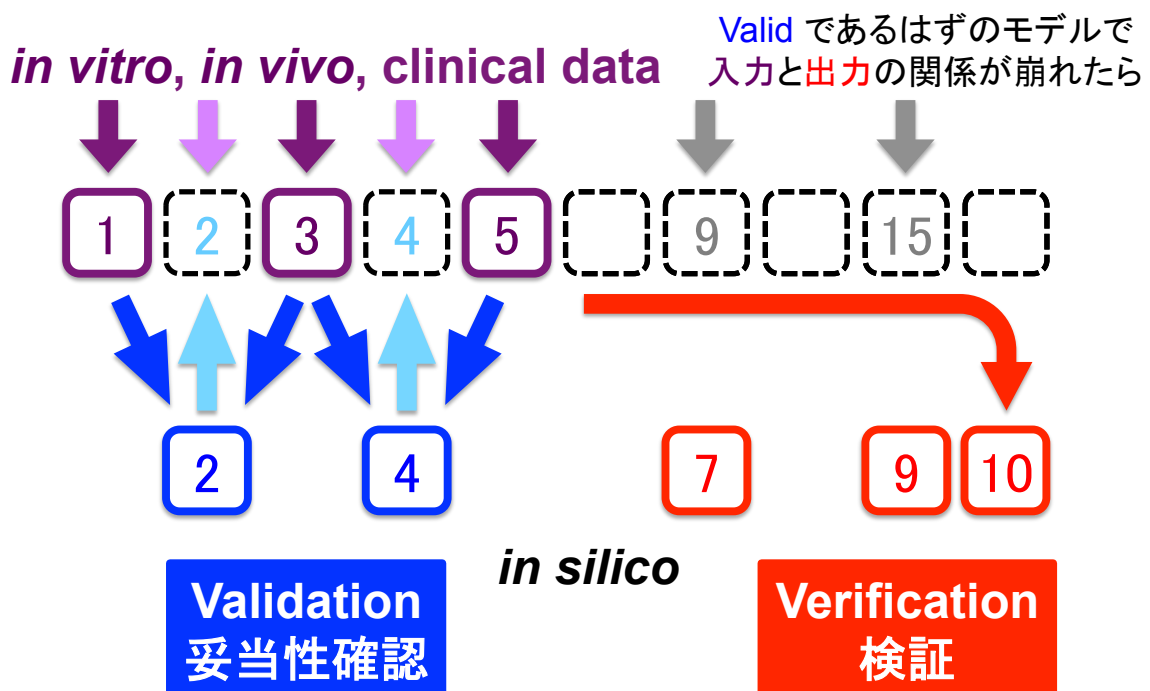 Valid であるはずのモデルで
in vitro, in vivo, clinical data
入力と出力の関係が崩れたら
1 2 3 4 5 9 15
2 4 7 9 10
in silico
Validation
妥当性確認
Verification
検証